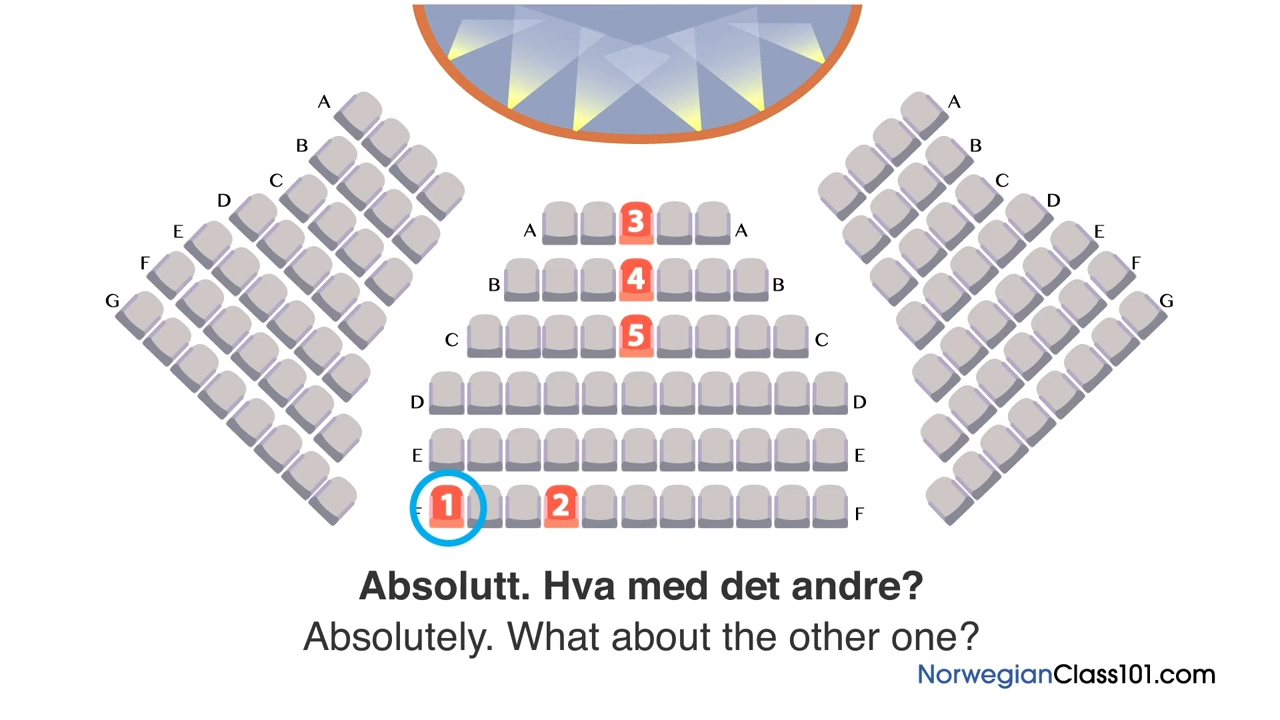 A A
B B
C C
D D
E E
F F
G G
A 3 A
B 4 B
C 5 C
D D
E E
F 1 2 F
Absolutt. Hva med det andre?
Absolutely. What about the other one?
NorwegianClass101.com